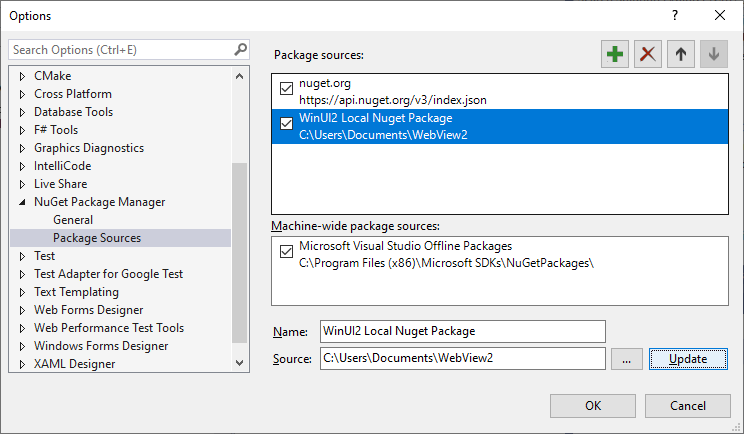 Options
Search Options (Ctrl+E)
CMake
Cross Platform
Database Tools
F# Tools
Graphics Diagnostics
IntelliCode
Live Share
NuGet Package Manager
General
Package Sources
Test
Test Adapter for Google Test
Text Templating
Web Forms Designer
Web Performance Test Tools
Windows Forms Designer
XAML Designer
Package sources:
nuget.org
https://api.nuget.org/v3/index.json
WinUI2 Local Nuget Package
C:\Users\Documents\WebView2
Machine-wide package sources:
Microsoft Visual Studio Offline Packages
C:\Program Files (x86)\Microsoft SDKs\NuGetPackages\
Name: WinUI2 Local Nuget Package
Source: C:\Users\Documents\WebView2 ... Update
OK Cancel